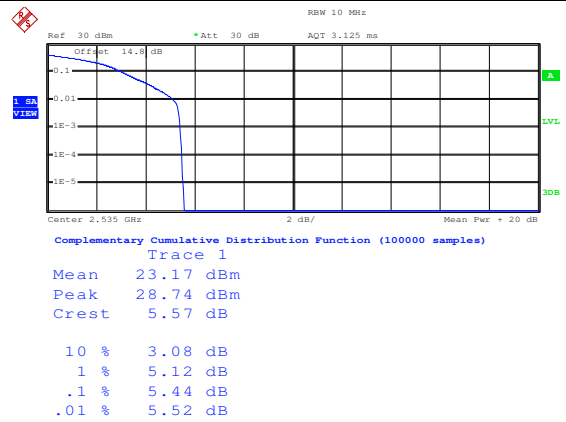 RBW 10 MHz
Ref 30 dBm *Att 30 dB AQT 3.125 ms
Offset 14.8 dB
0.1
A
0.01
1 SA
VIEW
1E-3
LVL
1E-4
1E-5
3DB
Center 2.535 GHz 2 dB/ Mean Pwr + 20 dB
Complementary Cumulative Distribution Function (100000 samples)
Trace 1
Mean 23.17 dBm
Peak 28.74 dBm
Crest 5.57 dB
10 % 3.08 dB
1 % 5.12 dB
.1 % 5.44 dB
.01 % 5.52 dB